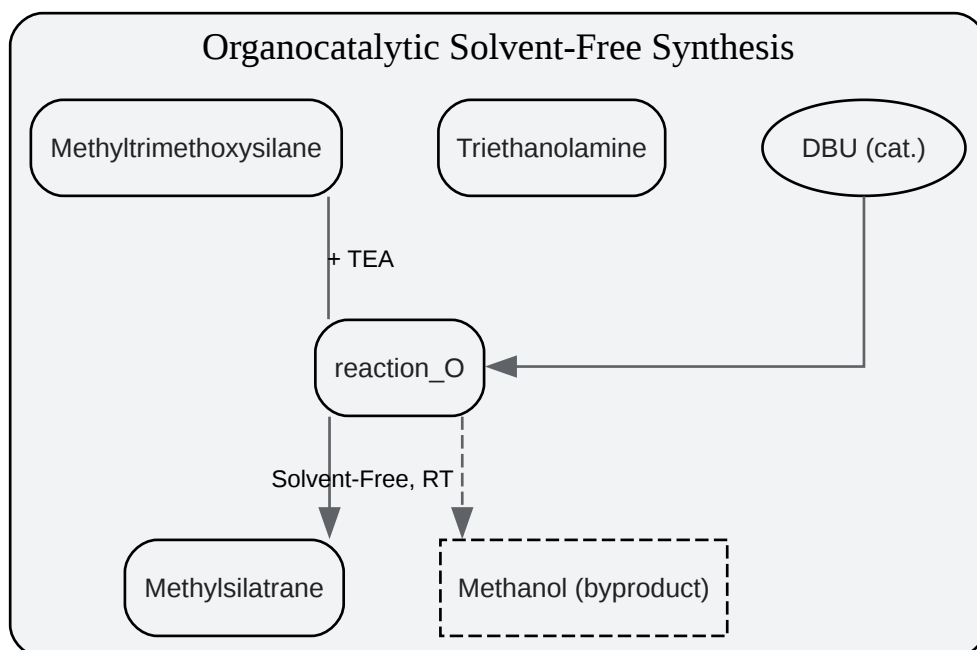 Organocatalytic Solvent-Free Synthesis
Methyltrimethoxysilane
Triethanolamine
DBU (cat.)
+ TEA
reaction_O
Solvent-Free, RT
Methylsilatrane
Methanol (byproduct)